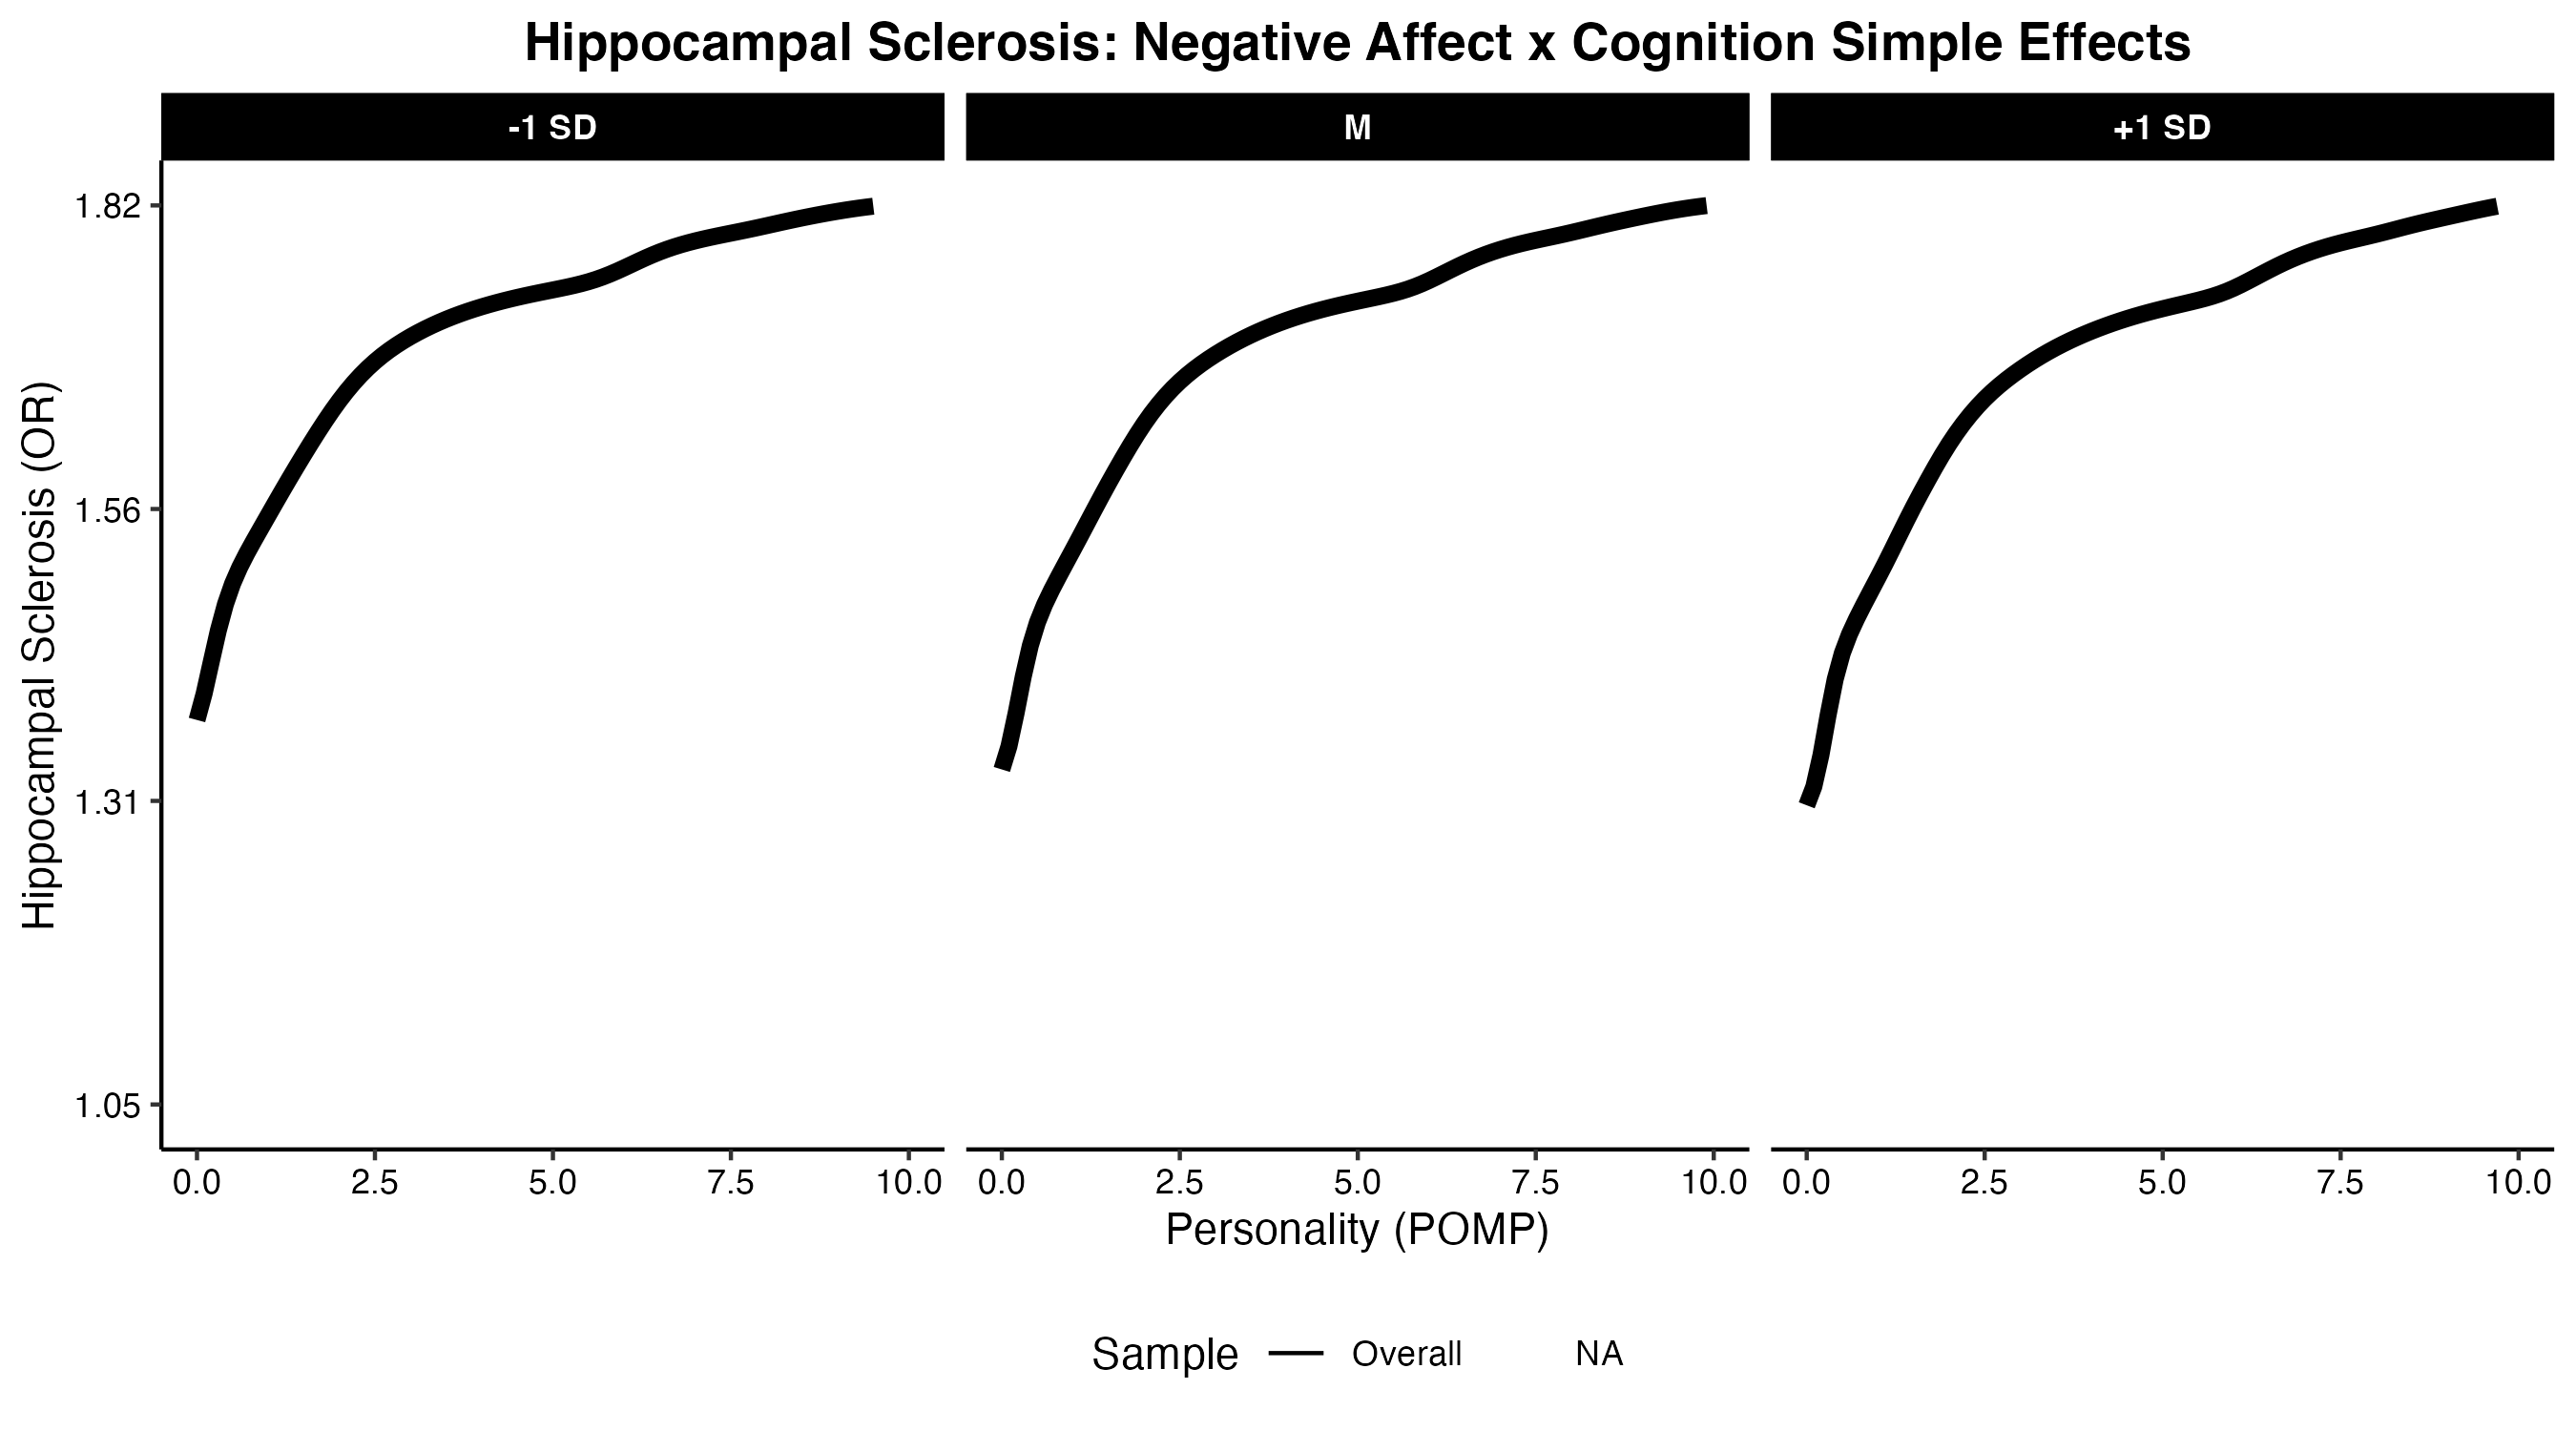 Hippocampal Sclerosis: Negative Affect x Cognition Simple Effects
-1 SD
M
+1 SD
Hippocampal Sclerosis (OR)
1.82
1.56
1.31
1.05
0.0 2.5 5.0 7.5 10.0
0.0 2.5 5.0 7.5 10.0
0.0 2.5 5.0 7.5 10.0
Personality (POMP)
Sample Overall NA